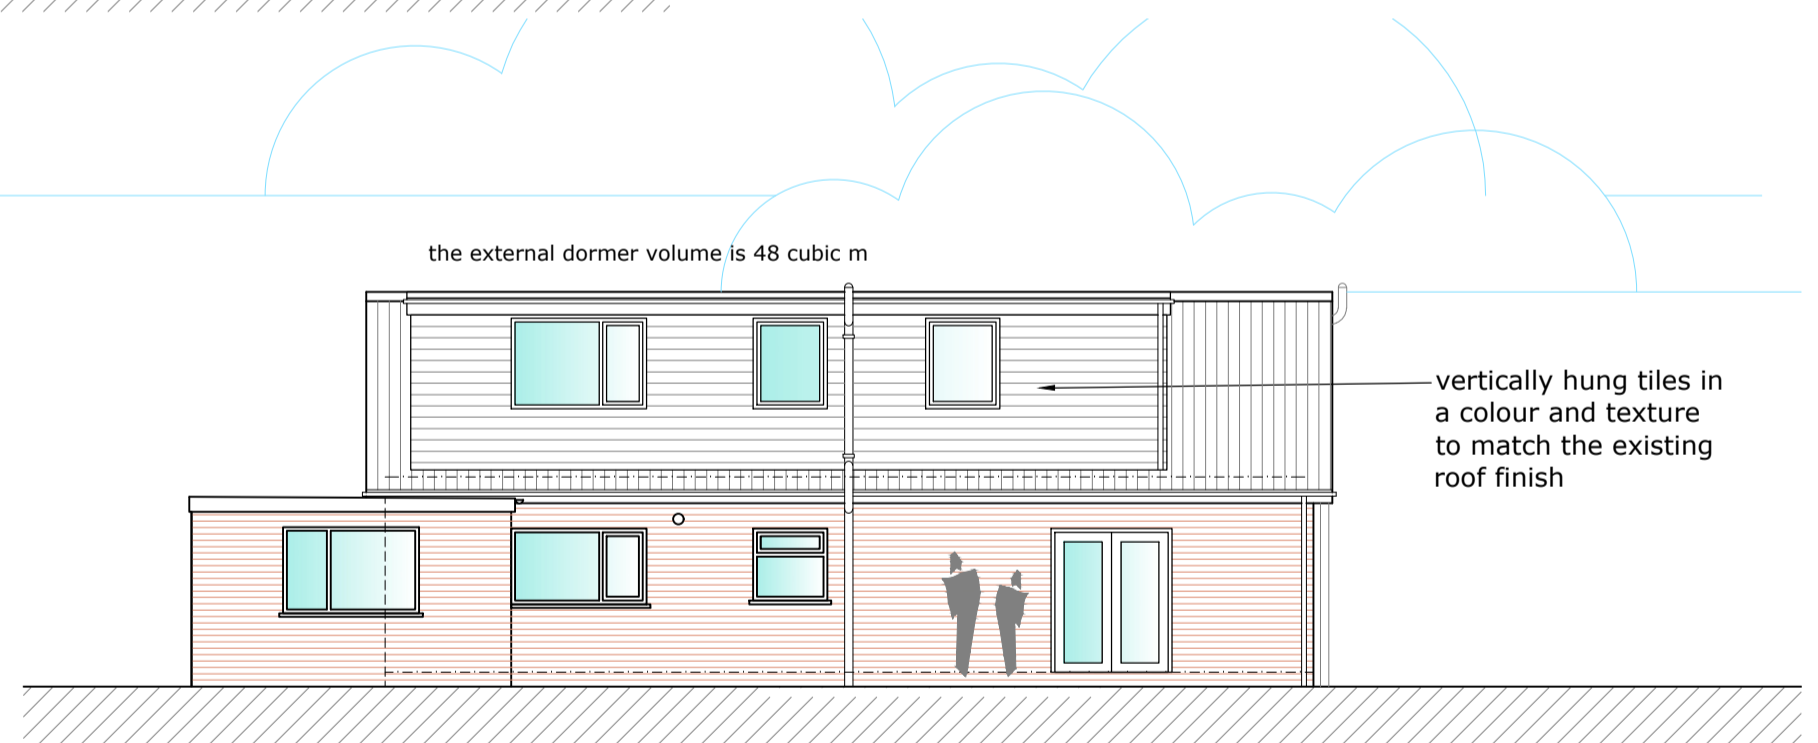 the external dormer volume is 48 cubic m
vertically hung tiles in
a colour and texture
to match the existing
roof finish